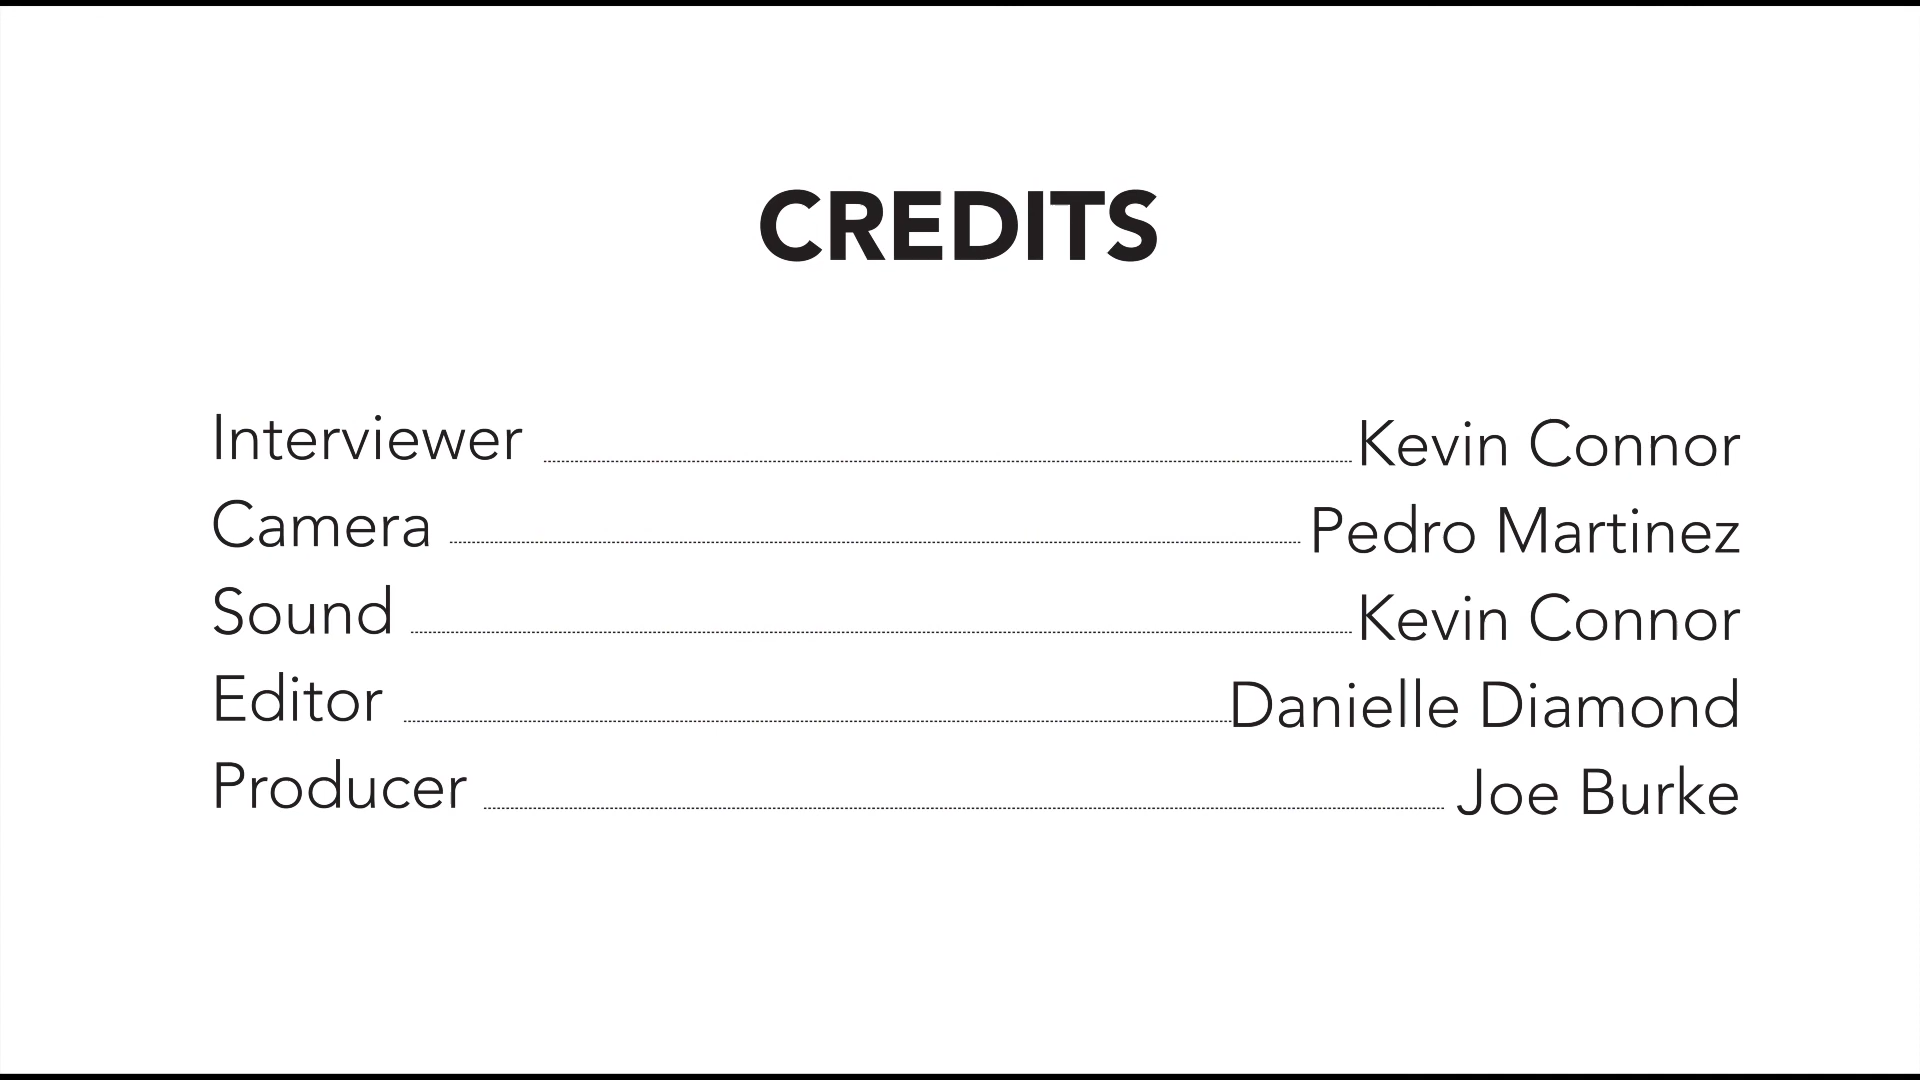 CREDITS
Interviewer Kevin Connor
Camera Pedro Martinez
Sound Kevin Connor
Editor Danielle Diamond
Producer Joe Burke